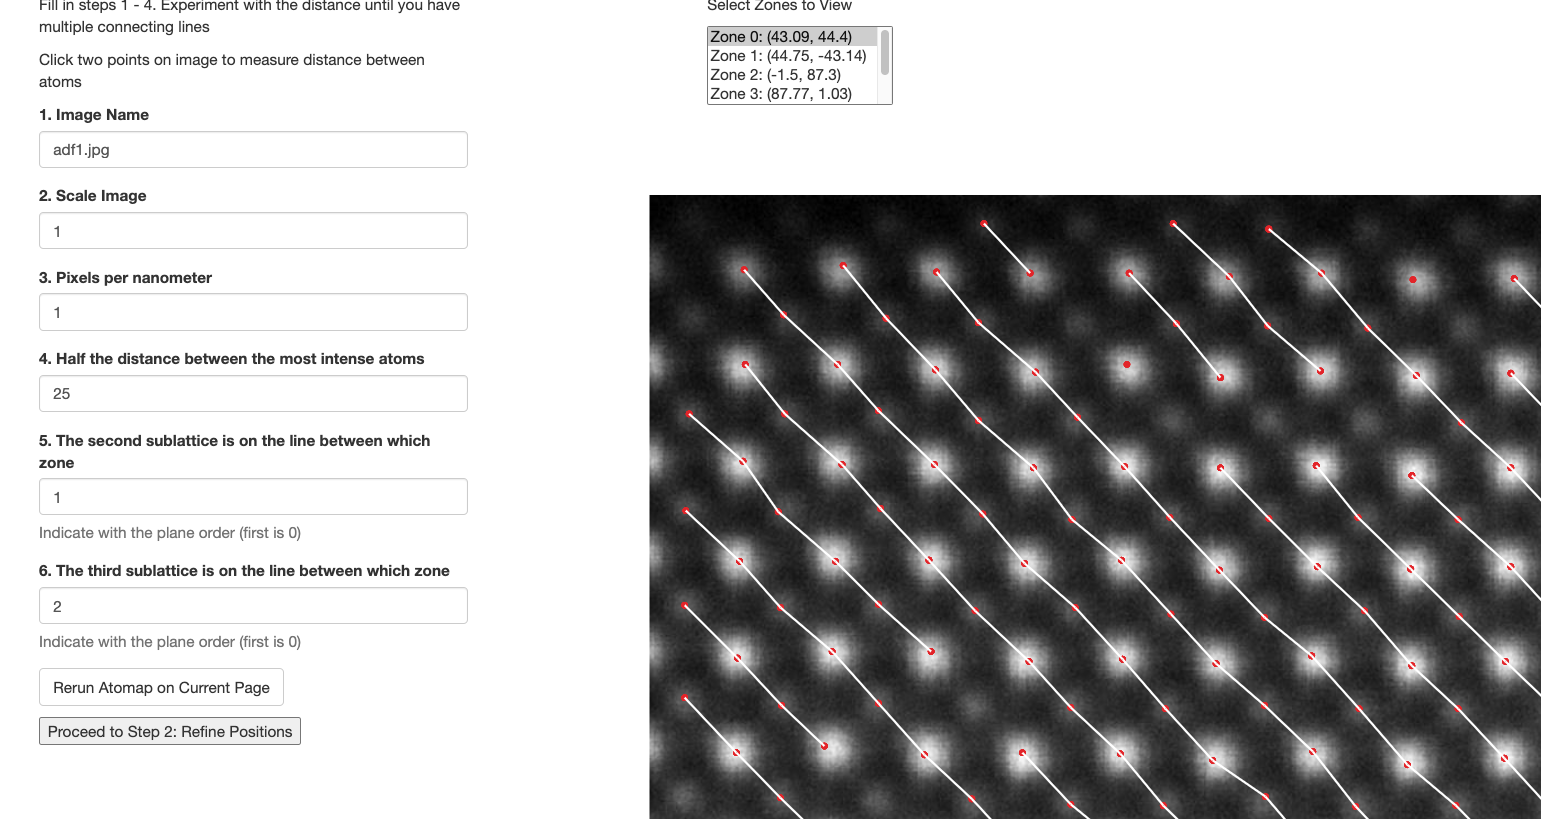 Fill in steps 1 - 4. Experiment with the distance until you have
multiple connecting lines
Click two points on image to measure distance between
atoms
1. Image Name
adf1.jpg
2. Scale Image
1
3. Pixels per nanometer
1
4. Half the distance between the most intense atoms
25
5. The second sublattice is on the line between which
zone
1
Indicate with the plane order (first is 0)
6. The third sublattice is on the line between which zone
2
Indicate with the plane order (first is 0)
Rerun Atomap on Current Page
Proceed to Step 2: Refine Positions
Select Zones to View
Zone 0: (43.09, 44.4)
Zone 1: (44.75, -43.14)
Zone 2: (-1.5, 87.3)
Zone 3: (87.77, 1.03)